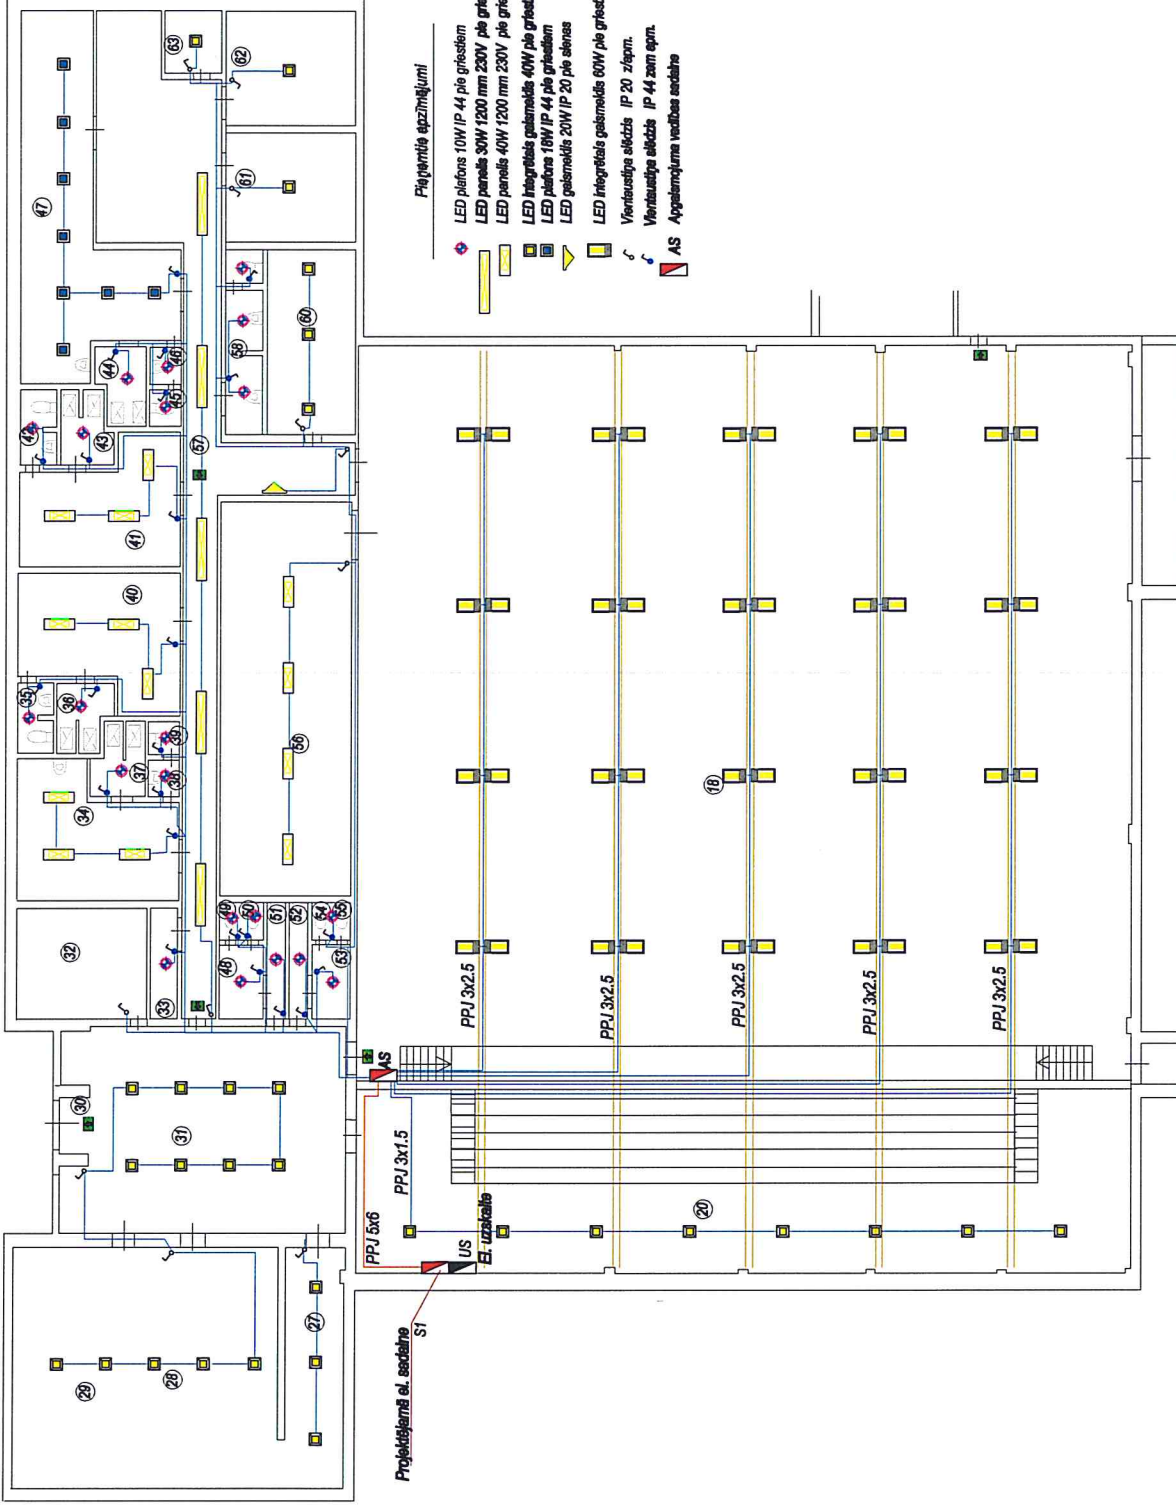 Pieņemtie apzīmējumi
LED plafons 10W IP 44 pie griestiem
LED panelis 30W 1200 mm 230V pie
LED panelis 40W 1200 mm 230V pie
LED integrētais gaismeklis 40W pie
LED plafons 18W IP 44 pie griestiem
LED gaismeklis 20W IP 20 pie sienas
LED integrētais gaismeklis 60W pie
Vientaustiņa slēdzis IP 20 z/apm.
Vientaustiņa slēdzis IP 44 zem apm.
AS Apgaismojuma vadības sadalne
63
62
61
47
60
58
44
46
45
42
43
57
41
40
35
36
39
37
38
34
56
32
33
49
50
51
52
54
55
48
53
18
PPJ 3x2.5
PPJ 3x2.5
PPJ 3x2.5
PPJ 3x2.5
PPJ 3x2.5
AS
30
31
PPJ 3x1.5
PPJ 5x6
20
US
El. uzskaite
S1
Projektējamā el. sadalne
27
28
29